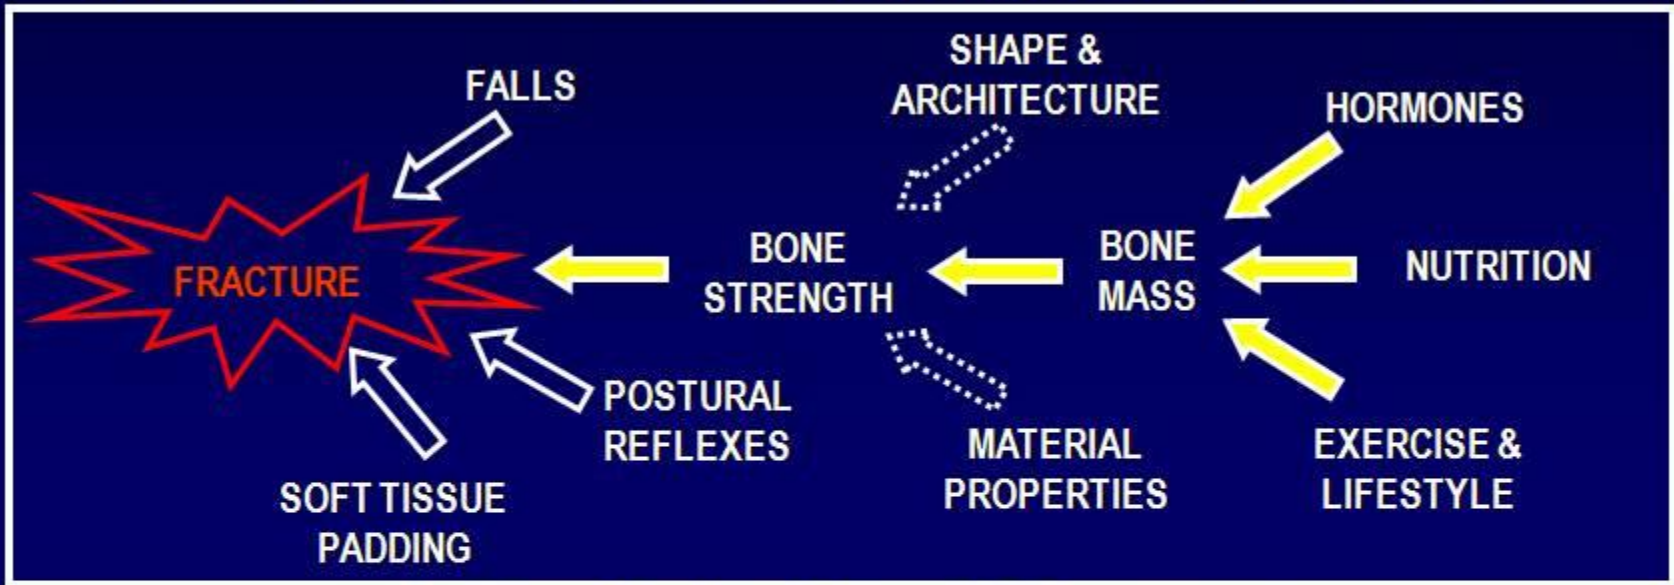 FALLS
SHAPE &
ARCHITECTURE
HORMONES
FRACTURE
BONE
STRENGTH
BONE
MASS
NUTRITION
POSTURAL
REFLEXES
SOFT TISSUE
PADDING
MATERIAL
PROPERTIES
EXERCISE &
LIFESTYLE